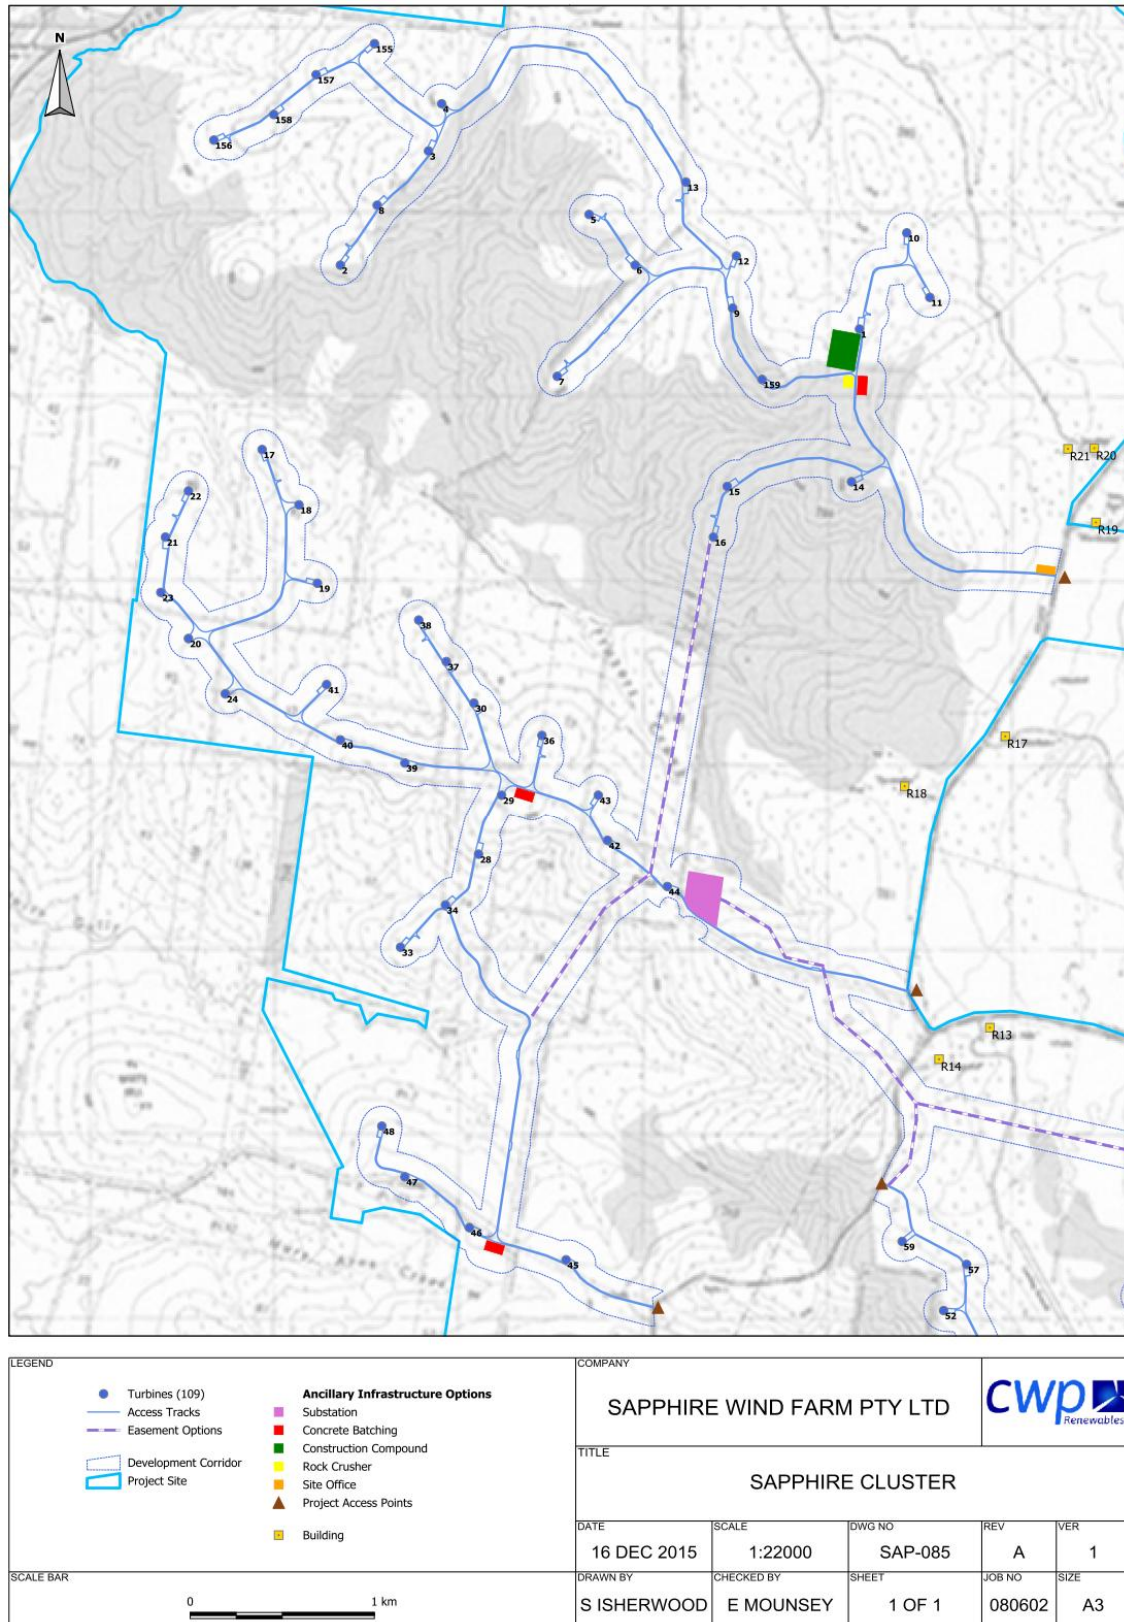 N
155
157
4
158
156
3
13
8
5
10
12
6
2
11
9
1
7
159
17
R21
R20
15
14
22
18
R19
16
21
19
23
38
20
37
41
24
30
36
R17
40
39
R18
29
43
42
28
44
34
33
R13
R14
48
47
46
59
45
57
52
LEGEND
Turbines (109)
Access Tracks
Easement Options
Development Corridor
Project Site
Ancillary Infrastructure Options
Substation
Concrete Batching
Construction Compound
Rock Crusher
Site Office
Project Access Points
Building
SCALE BAR
0 1 km
COMPANY
SAPPHIRE WIND FARM PTY LTD
cwp
Renewables
TITLE
SAPPHIRE CLUSTER
DATE SCALE DWG NO REV VER
16 DEC 2015 1:22000 SAP-085 A 1
DRAWN BY CHECKED BY SHEET JOB NO SIZE
S ISHERWOOD E MOUNSEY 1 OF 1 080602 A3